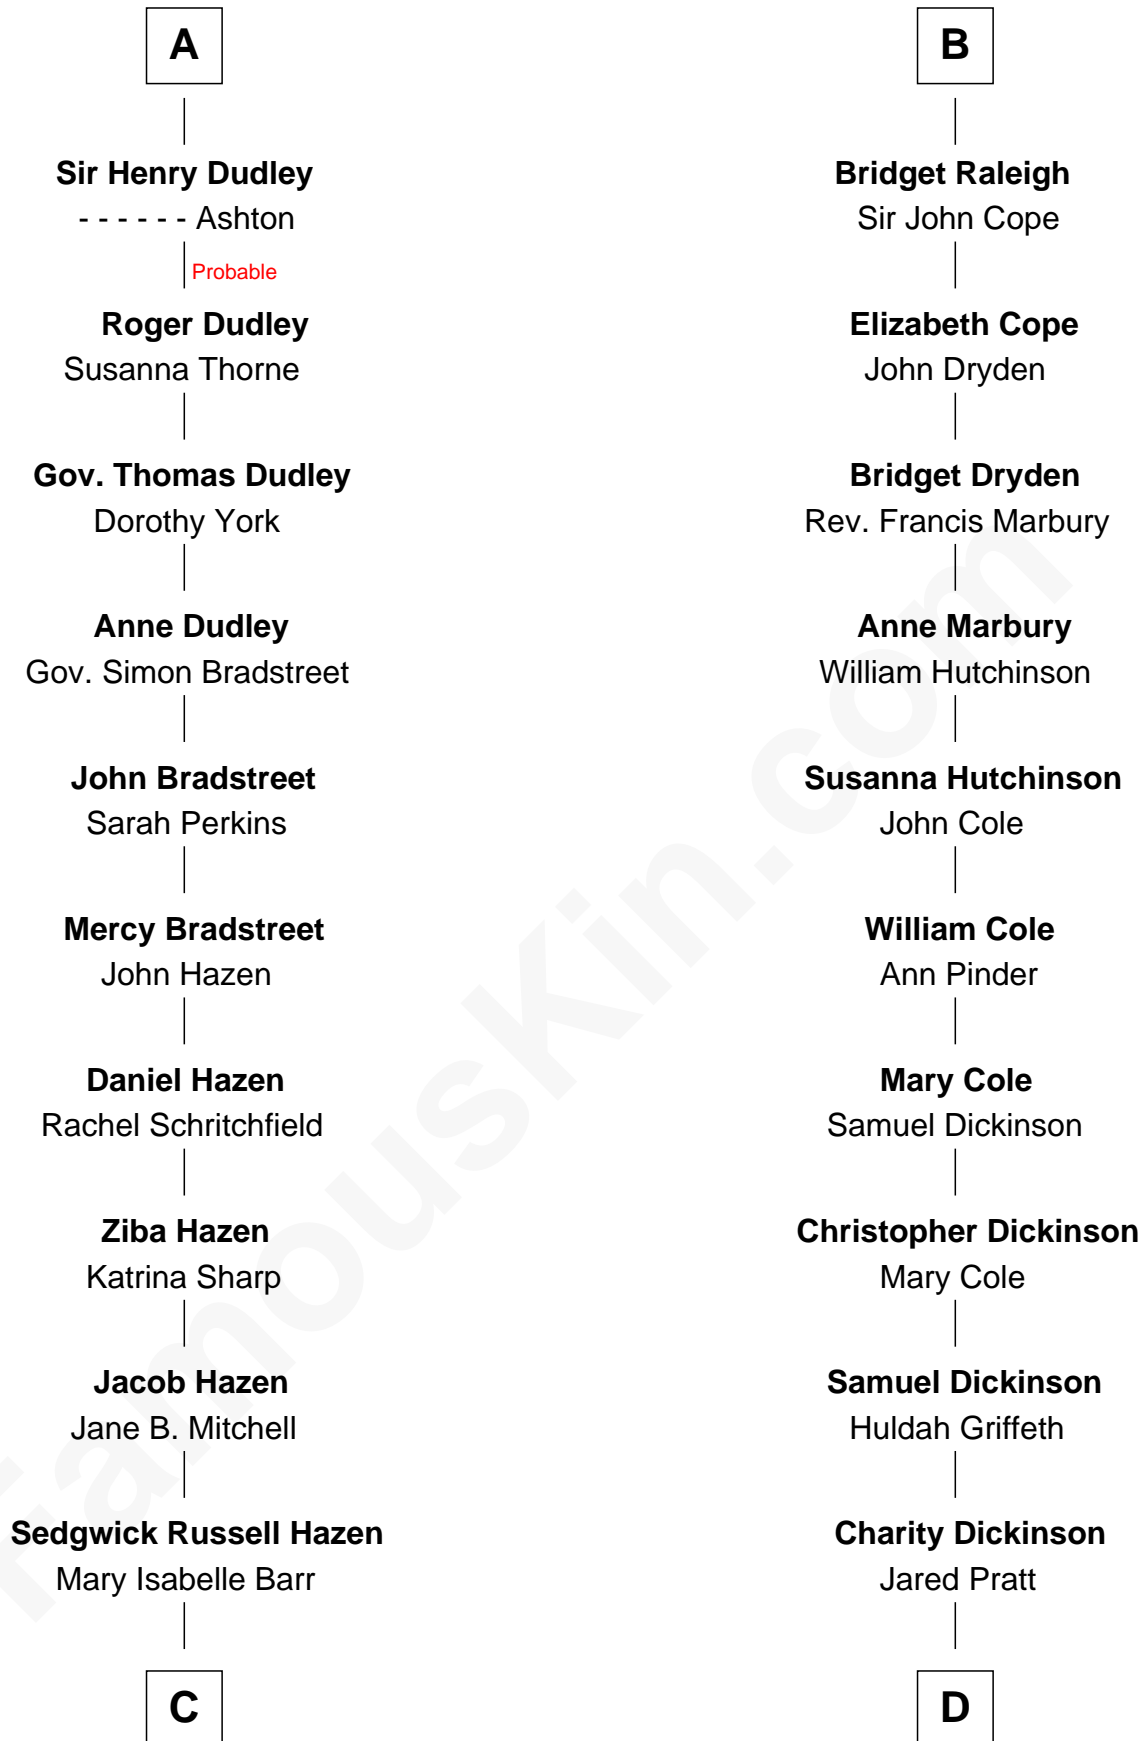 A
Sir Henry Dudley
- - - - - - Ashton
Probable
Roger Dudley
Susanna Thorne
Gov. Thomas Dudley
Dorothy York
Anne Dudley
Gov. Simon Bradstreet
John Bradstreet
Sarah Perkins
Mercy Bradstreet
John Hazen
Daniel Hazen
Rachel Schritchfield
Ziba Hazen
Katrina Sharp
Jacob Hazen
Jane B. Mitchell
Sedgwick Russell Hazen
Mary Isabelle Barr
C
B
Bridget Raleigh
Sir John Cope
Elizabeth Cope
John Dryden
Bridget Dryden
Rev. Francis Marbury
Anne Marbury
William Hutchinson
Susanna Hutchinson
John Cole
William Cole
Ann Pinder
Mary Cole
Samuel Dickinson
Christopher Dickinson
Mary Cole
Samuel Dickinson
Huldah Griffeth
Charity Dickinson
Jared Pratt
D
FamousKin.com